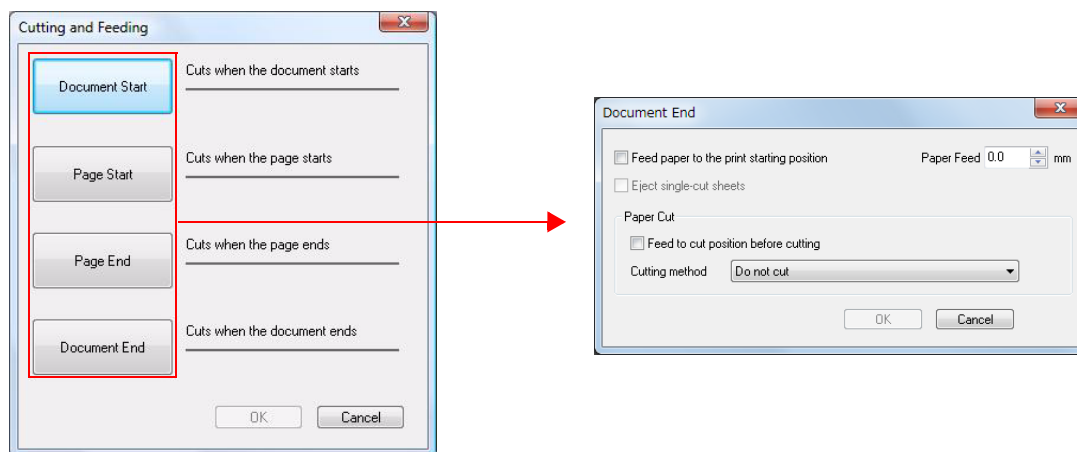 Cutting and Feeding
Document Start
Cuts when the document starts
Page Start
Cuts when the page starts
Page End
Cuts when the page ends
Document End
Cuts when the document ends
OK
Cancel
Document End
Feed paper to the print starting position
Paper Feed 0.0 mm
Eject single-cut sheets
Paper Cut
Feed to cut position before cutting
Cutting method Do not cut
OK
Cancel